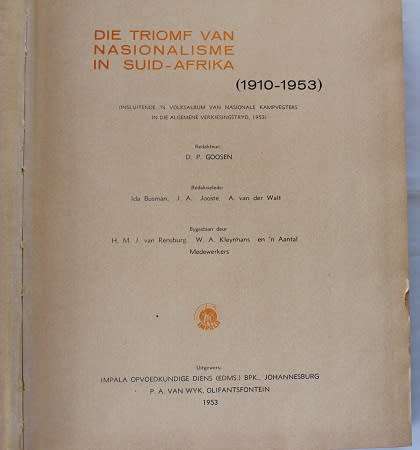 DIE TRIOMF VAN
NASIONALISME
IN SUID-AFRIKA
(1910-1953)
(INSLUITENDE 'N VOLKSALBUM VAN NASIONALE KAMPVEGTERS
IN DIE ALGEMENE VERKIESINGSTRYD, 1953)
Redakteur:
D. P. GOOSEN
Redaksielede:
Ida Bosman, J. A. Jooste, A. van der Walt
Bygestaan deur
H. M. J. van Rensburg, W. A. Kleynhans en 'n Aantal
Medewerkers
IMPALA
Uitgewers:
IMPALA OPVOEDKUNDIGE DIENS (EDMS.) BPK., JOHANNESBURG
P. A. VAN WYK, OLIFANTSFONTEIN
1953